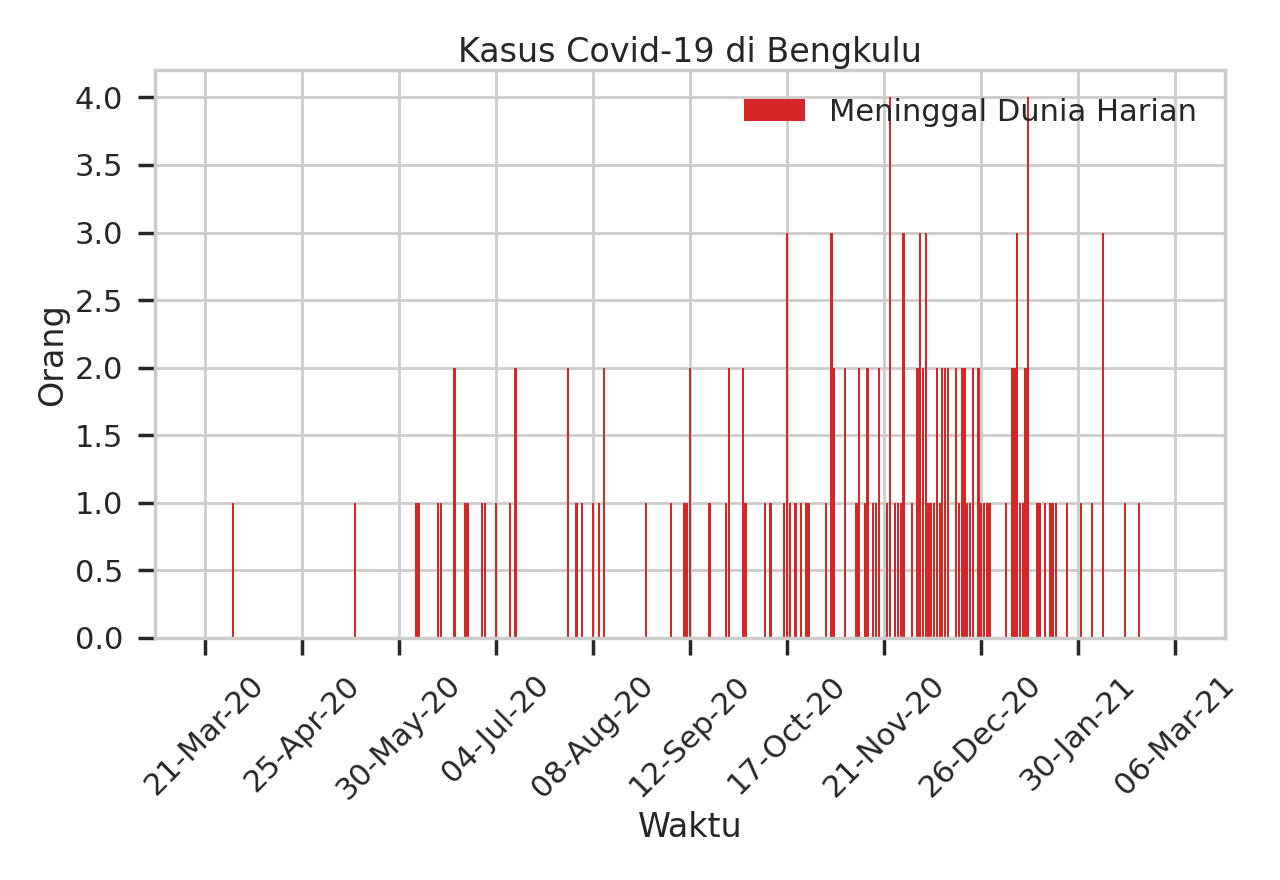 Kasus Covid-19 di Bengkulu
Meninggal Dunia Harian
Orang
4.0
3.5
3.0
2.5
2.0
1.5
1.0
0.5
0.0
21-Mar-20
25-Apr-20
30-May-20
04-Jul-20
08-Aug-20
12-Sep-20
17-Oct-20
21-Nov-20
26-Dec-20
30-Jan-21
06-Mar-21
Waktu